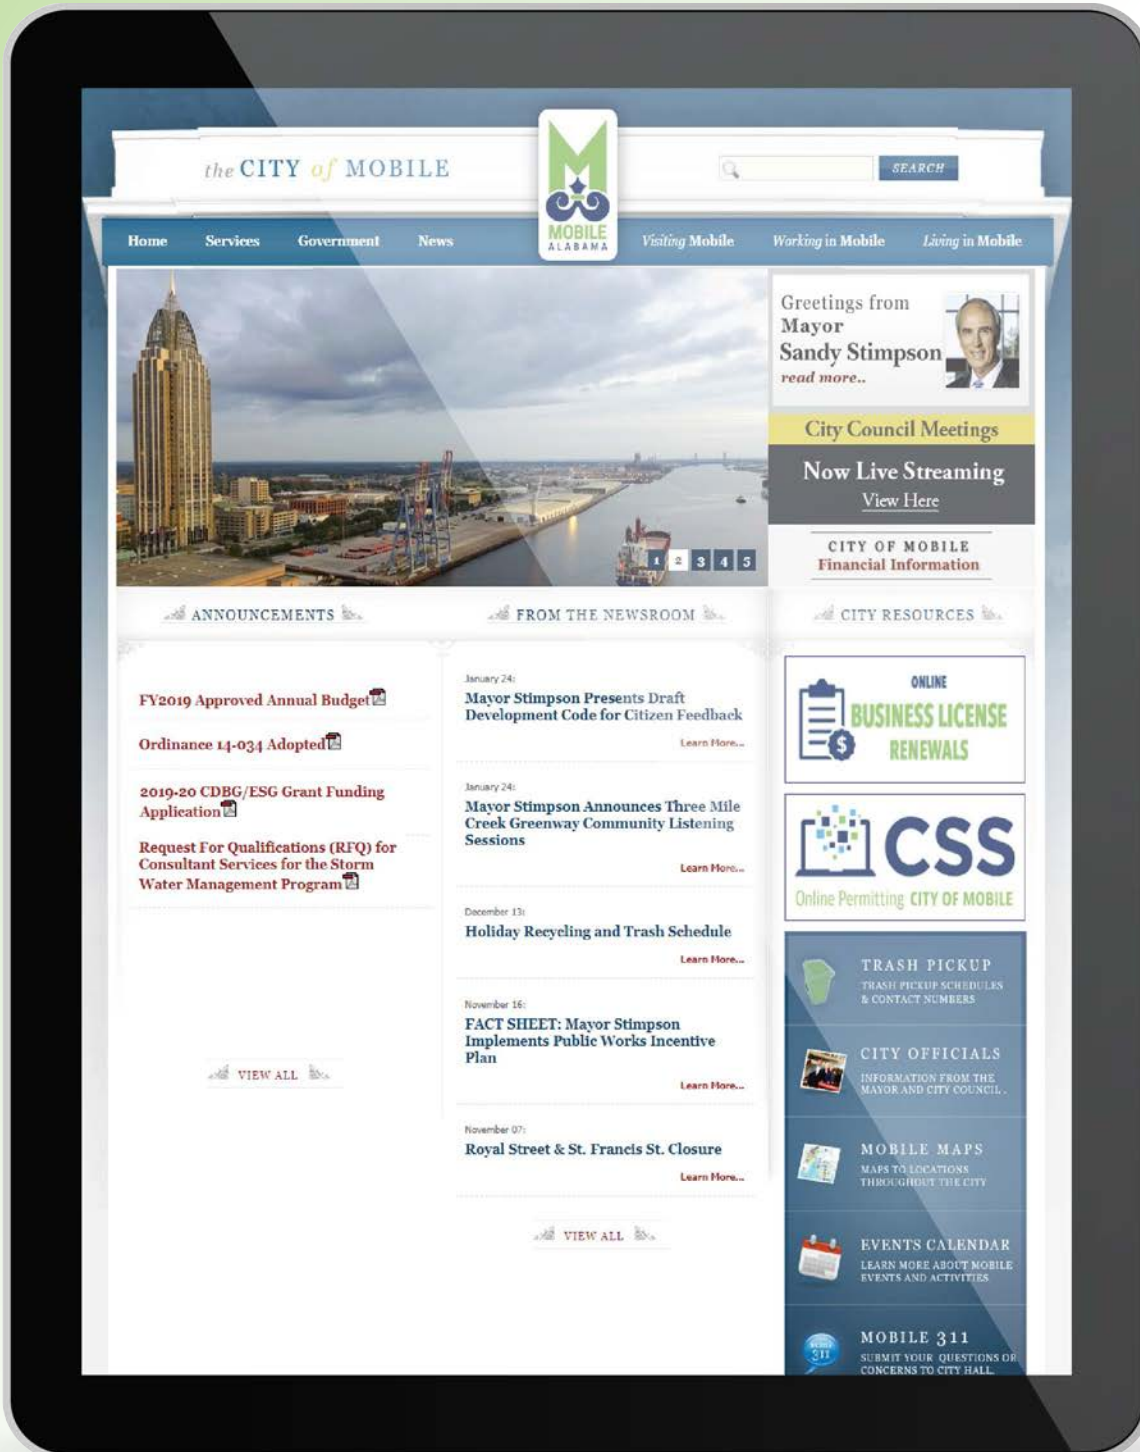 the CITY of MOBILE
MOBILE
ALABAMA
SEARCH
Home Services Government News
Visiting Mobile Working in Mobile Living in Mobile
Greetings from
Mayor
Sandy Stimpson
read more..
City Council Meetings
Now Live Streaming
View Here
CITY OF MOBILE
Financial Information
1 2 3 4 5
ANNOUNCEMENTS
FY2019 Approved Annual Budget
Ordinance 14-034 Adopted
2019-20 CDBG/ESG Grant Funding
Application
Request For Qualifications (RFQ) for
Consultant Services for the Storm
Water Management Program
VIEW ALL
FROM THE NEWSROOM
January 24:
Mayor Stimpson Presents Draft
Development Code for Citizen Feedback
Learn More...
January 24:
Mayor Stimpson Announces Three Mile
Creek Greenway Community Listening
Sessions
Learn More...
December 13:
Holiday Recycling and Trash Schedule
Learn More...
November 16:
FACT SHEET: Mayor Stimpson
Implements Public Works Incentive
Plan
Learn More...
November 07:
Royal Street & St. Francis St. Closure
Learn More...
VIEW ALL
CITY RESOURCES
ONLINE
BUSINESS LICENSE
RENEWALS
CSS
Online Permitting CITY OF MOBILE
TRASH PICKUP
TRASH PICKUP SCHEDULES
& CONTACT NUMBERS
CITY OFFICIALS
INFORMATION FROM THE
MAYOR AND CITY COUNCIL .
MOBILE MAPS
MAPS TO LOCATIONS
THROUGHOUT THE CITY
EVENTS CALENDAR
LEARN MORE ABOUT MOBILE
EVENTS AND ACTIVITIES
311
MOBILE 311
SUBMIT YOUR QUESTIONS OR
CONCERNS TO CITY HALL.